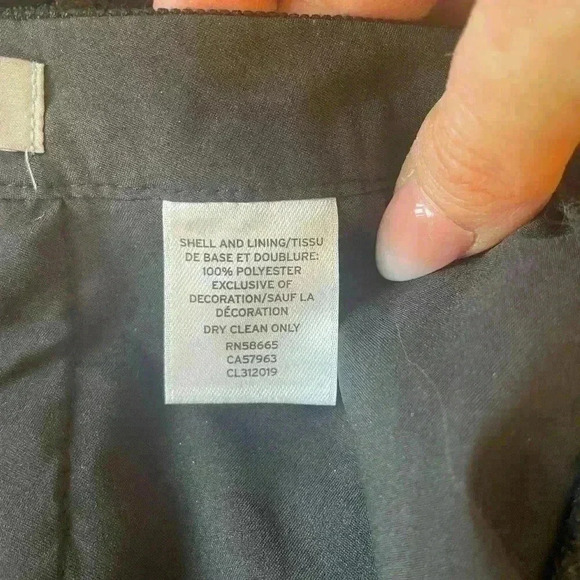 SHELL AND LINING/TISSU
DE BASE ET DOUBLURE:
100% POLYESTER
EXCLUSIVE OF
DECORATION/SAUF LA
DÉCORATION
DRY CLEAN ONLY
RN58665
CA57963
CL312019